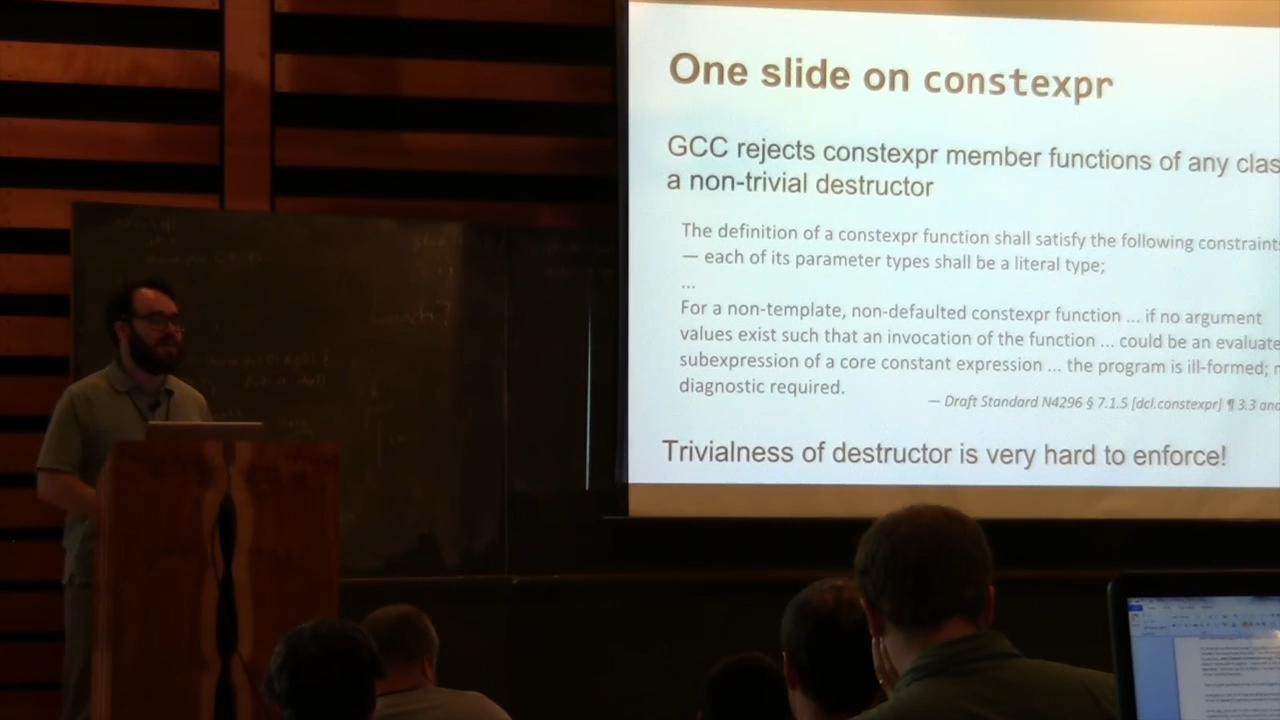 One slide on constexpr
GCC rejects constexpr member functions of any clas
a non-trivial destructor
The definition of a constexpr function shall satisfy the following constraint
— each of its parameter types shall be a literal type;
...
For a non-template, non-defaulted constexpr function ... if no argument
values exist such that an invocation of the function ... could be an evaluate
subexpression of a core constant expression ... the program is ill-formed; n
diagnostic required.
— Draft Standard N4296 § 7.1.5 [dcl.constexpr] ¶ 3.3 and
Trivialness of destructor is very hard to enforce!